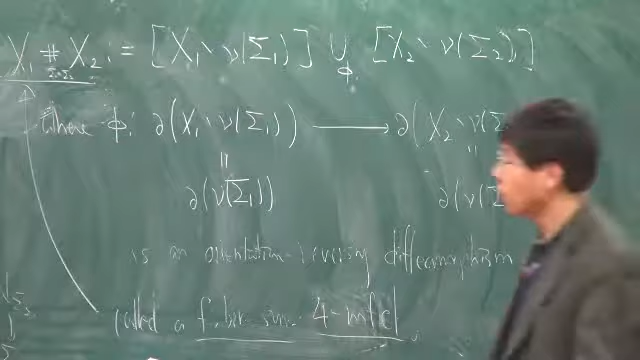 X₁ # X₂ := [X₁ \ ν(Σ₁)] ∪ [X₂ \ ν(Σ₂)]
Σ₁=Σ₂ φ
where φ: ∂(X₁ \ ν(Σ₁)) ⟶ ∂(X₂ \ ν(Σ
=
=
∂(ν(Σ₁)) ∂(ν(Σ
is an orientation-reversing diffeomorphism
called a fiber sum 4-mfd.